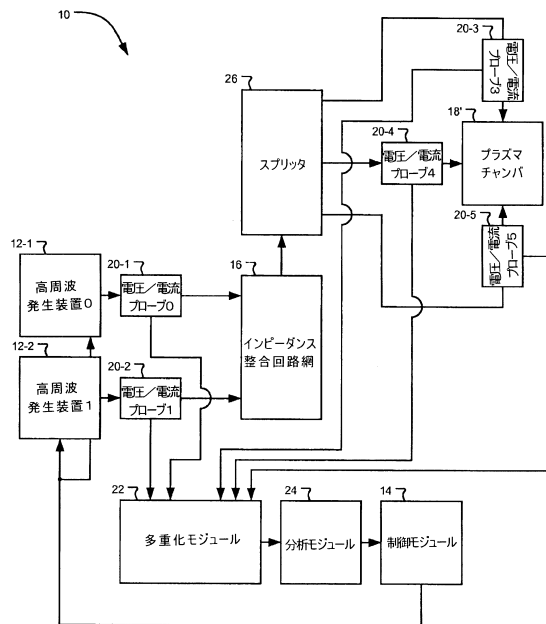 10
20-3
電圧／電流
プローブ3
26
スプリッタ
20-4
電圧／電流
プローブ4
18'
プラズマ
チャンバ
20-5
電圧／電流
プローブ5
12-1
高周波
発生装置0
20-1
電圧／電流
プローブ0
16
インピーダンス
整合回路網
12-2
高周波
発生装置1
20-2
電圧／電流
プローブ1
22
多重化モジュール
24
分析モジュール
14
制御モジュール